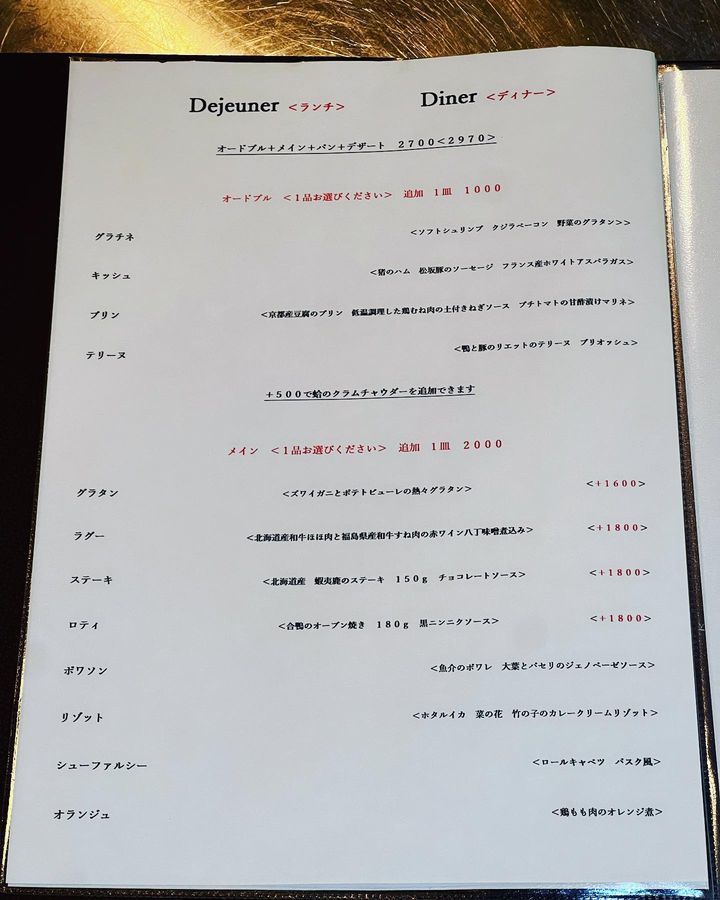 Dejeuner <ランチ> Diner <ディナー>
オードブル+メイン+パン+デザート 2700<2970>
オードブル <1品お選びください> 追加 1皿 1000
グラチネ <ソフトシュリンプ クジラベーコン 野菜のグラタン>>
キッシュ <猪のハム 松坂豚のソーセージ フランス産ホワイトアスパラガス>
プリン <京都産豆腐のプリン 低温調理した鶏むね肉の土付きねぎソース プチトマトの甘酢漬けマリネ>
テリーヌ <鴨と豚のリエットのテリーヌ ブリオッシュ>
+500で蛤のクラムチャウダーを追加できます
メイン <1品お選びください> 追加 1皿 2000
グラタン <ズワイガニとポテトピューレの熱々グラタン> <+1600>
ラグー <北海道産和牛ほほ肉と福島県産和牛すね肉の赤ワイン八丁味噌煮込み> <+1800>
ステーキ <北海道産 蝦夷鹿のステーキ 150g チョコレートソース> <+1800>
ロティ <合鴨のオーブン焼き 180g 黒ニンニクソース> <+1800>
ポワソン <魚介のポワレ 大葉とパセリのジェノベーゼソース>
リゾット <ホタルイカ 菜の花 竹の子のカレークリームリゾット>
シューファルシー <ロールキャベツ バスク風>
オランジュ <鶏もも肉のオレンジ煮>